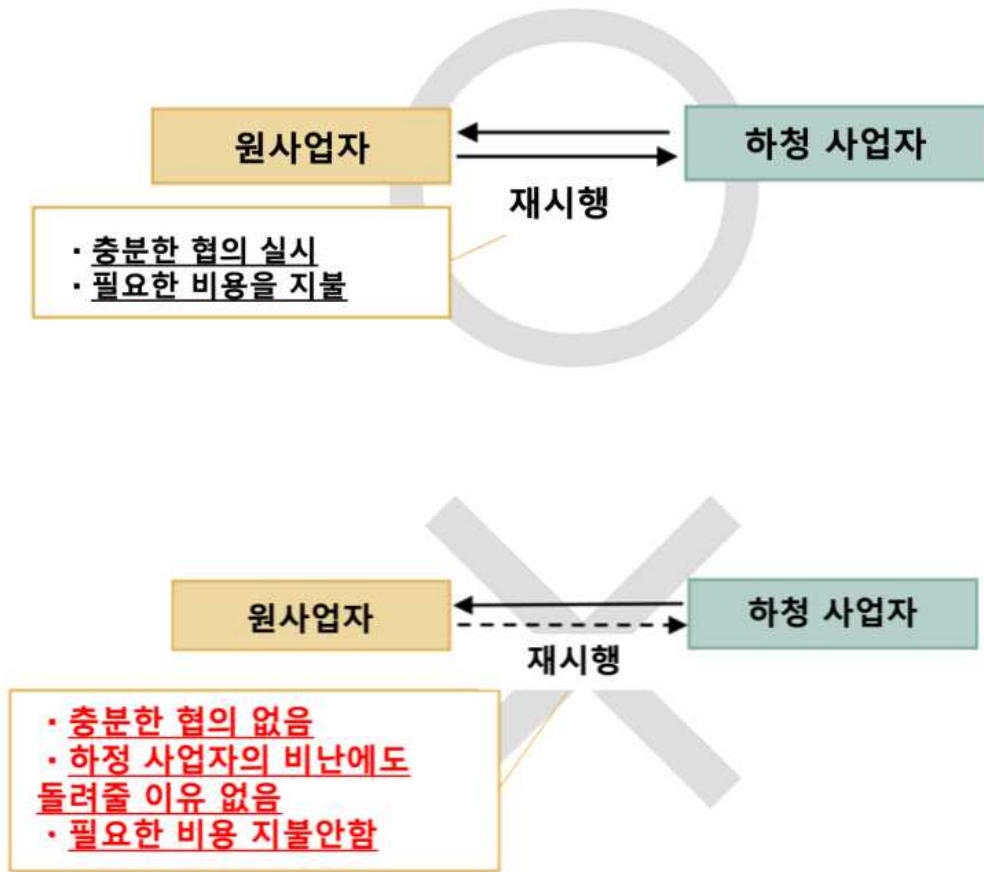 원사업자
하청 사업자
재시행
· 충분한 협의 실시
· 필요한 비용을 지불
원사업자
하청 사업자
재시행
· 충분한 협의 없음
· 하정 사업자의 비난에도
돌려줄 이유 없음
· 필요한 비용 지불안함